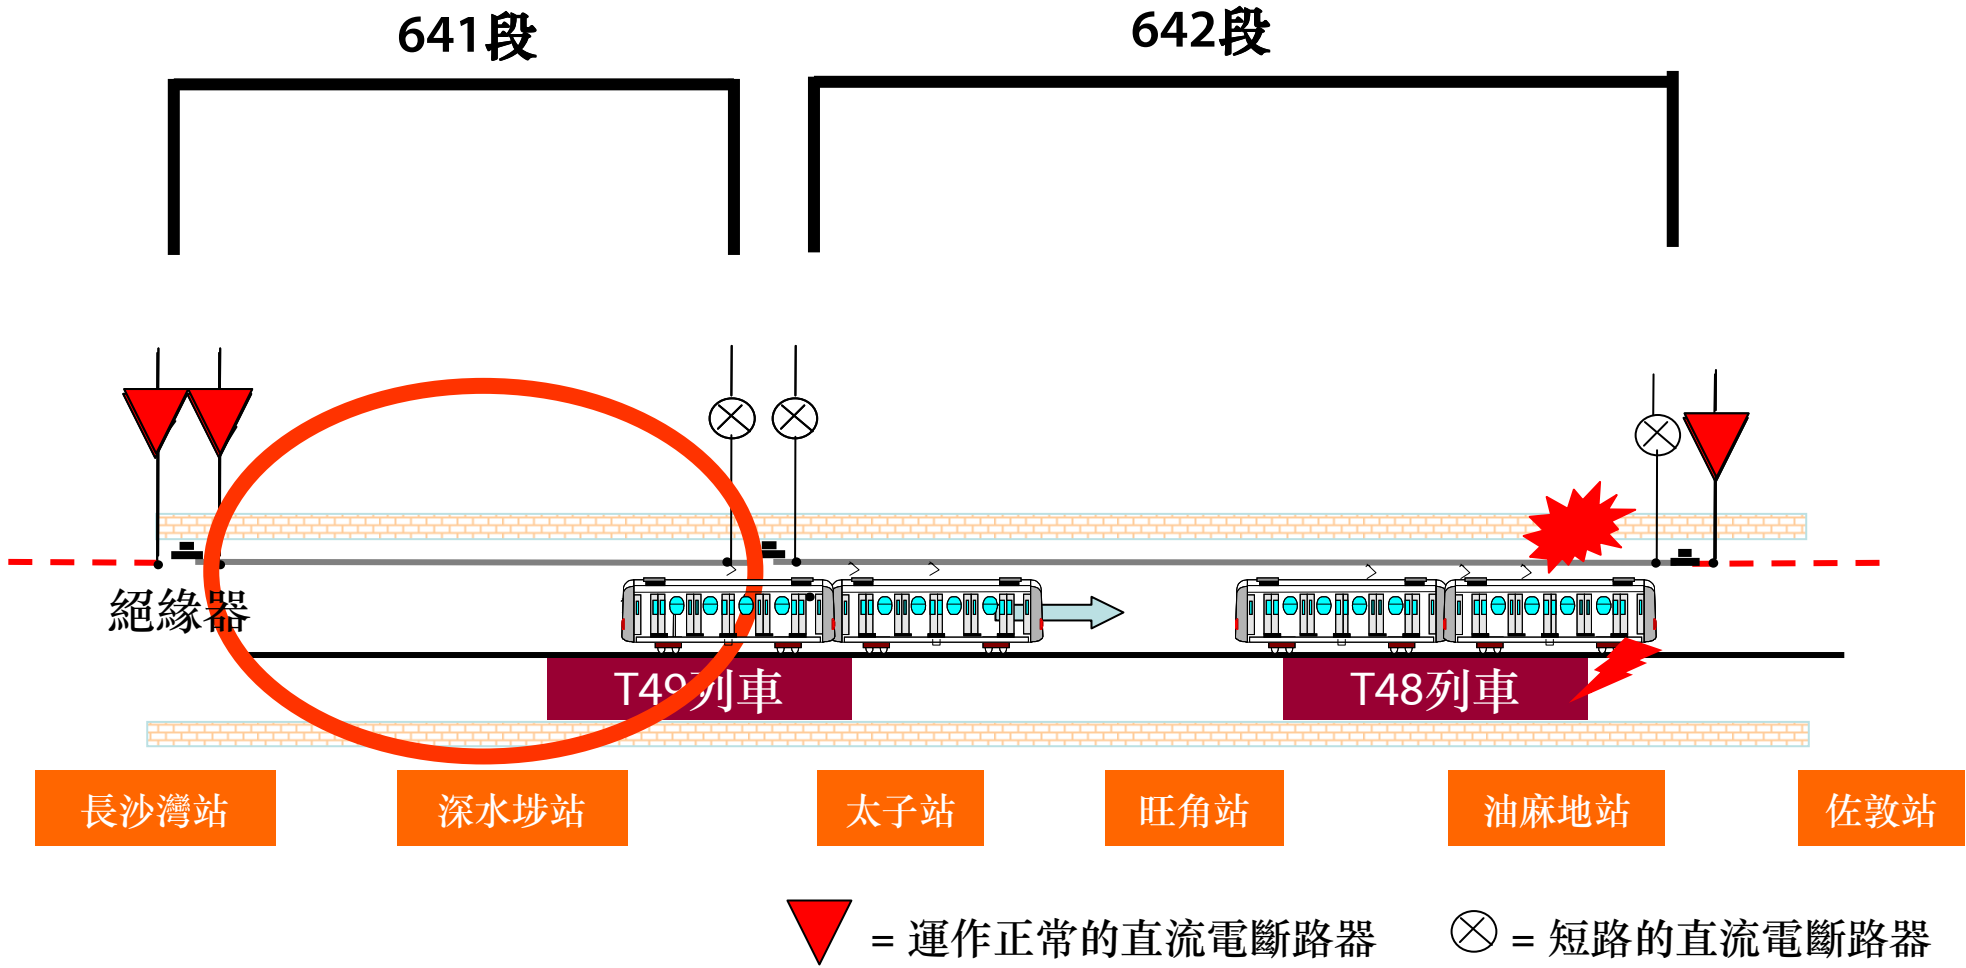 641段
642段
絕緣器
T49列車
T48列車
長沙灣站
深水埗站
太子站
旺角站
油麻地站
佐敦站
= 運作正常的直流電斷路器
= 短路的直流電斷路器